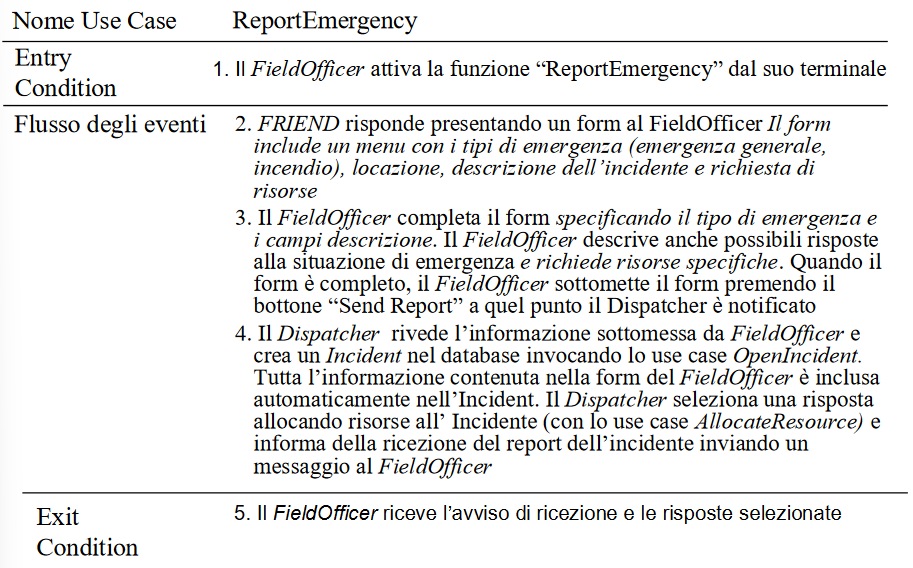 Nome Use Case ReportEmergency
Entry
Condition
1. Il FieldOfficer attiva la funzione “ReportEmergency” dal suo terminale
Flusso degli eventi
2. FRIEND risponde presentando un form al FieldOfficer Il form
include un menu con i tipi di emergenza (emergenza generale,
incendio), locazione, descrizione dell’incidente e richiesta di
risorse
3. Il FieldOfficer completa il form specificando il tipo di emergenza e
i campi descrizione. Il FieldOfficer descrive anche possibili risposte
alla situazione di emergenza e richiede risorse specifiche. Quando il
form è completo, il FieldOfficer sottomette il form premendo il
bottone “Send Report” a quel punto il Dispatcher è notificato
4. Il Dispatcher rivede l’informazione sottomessa da FieldOfficer e
crea un Incident nel database invocando lo use case OpenIncident.
Tutta l’informazione contenuta nella form del FieldOfficer è inclusa
automaticamente nell’Incident. Il Dispatcher seleziona una risposta
allocando risorse all’ Incidente (con lo use case AllocateResource) e
informa della ricezione del report dell’incidente inviando un
messaggio al FieldOfficer
Exit
Condition
5. Il FieldOfficer riceve l’avviso di ricezione e le risposte selezionate